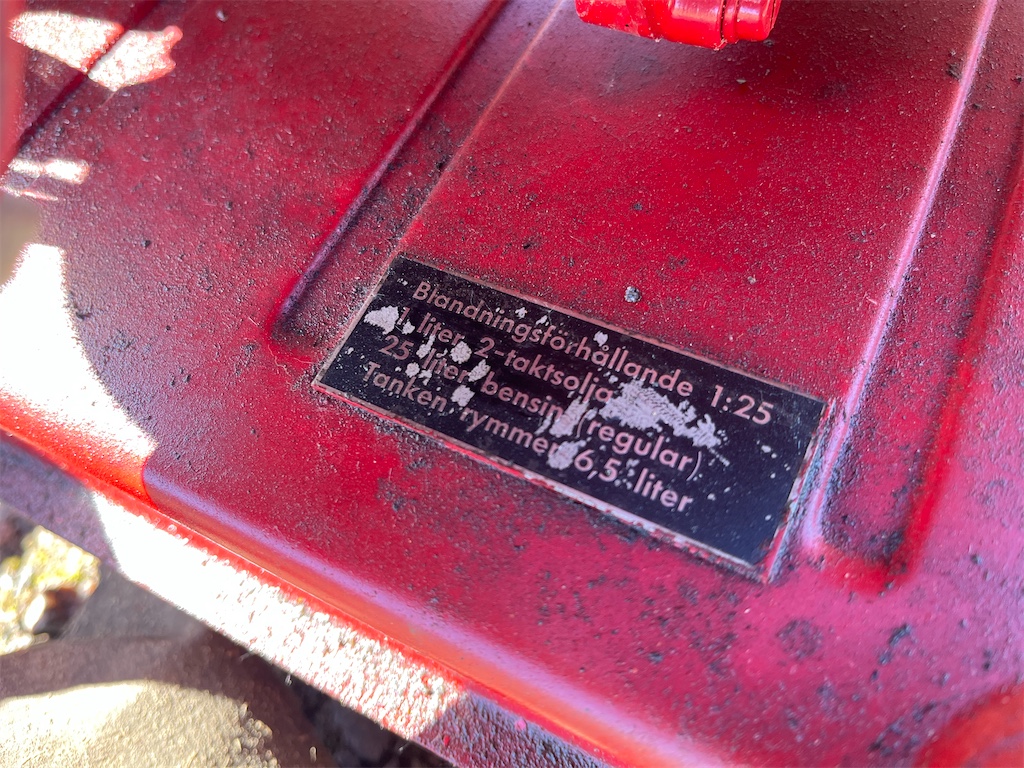 Blandningsförhållande 1:25
1 liter 2-taktsolja
25 liter bensin (regular)
Tanken rymmer 6,5 liter